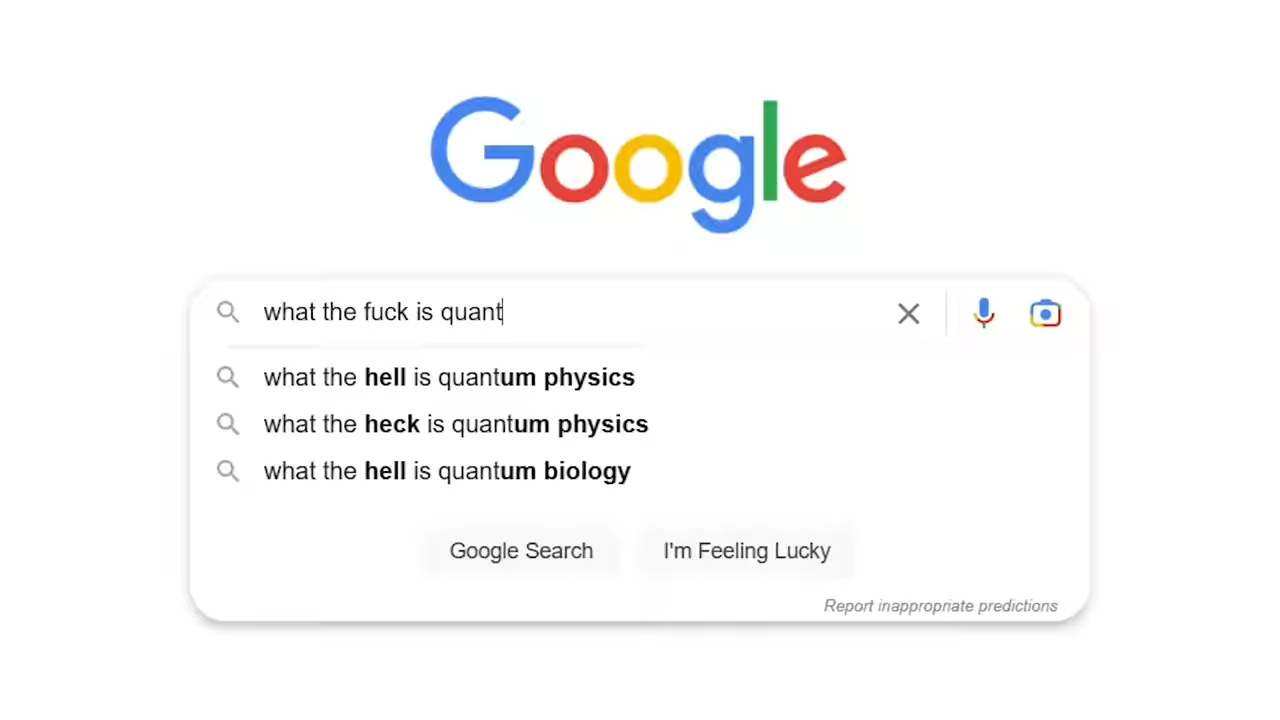 Google
what the fuck is quant
what the hell is quantum physics
what the heck is quantum physics
what the hell is quantum biology
Google Search
I'm Feeling Lucky
Report inappropriate predictions